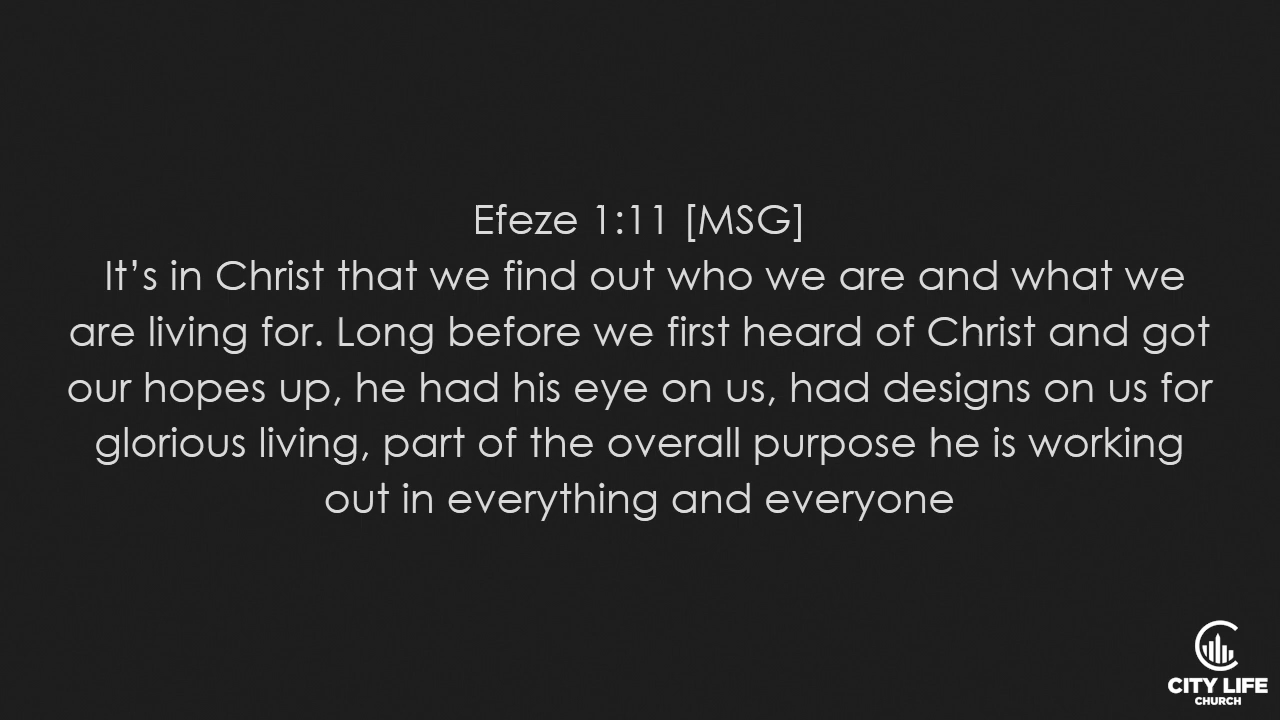 Efeze 1:11 [MSG]
It’s in Christ that we find out who we are and what we
are living for. Long before we first heard of Christ and got
our hopes up, he had his eye on us, had designs on us for
glorious living, part of the overall purpose he is working
out in everything and everyone
CITY LIFE
CHURCH